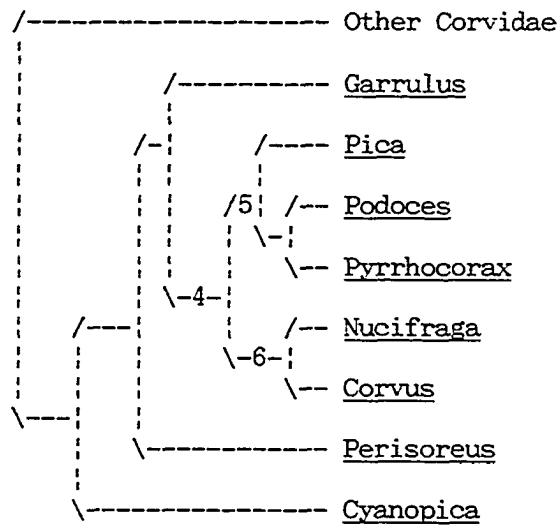 Other Corvidae
Garrulus
Pica
5
Podoces
Pyrrhocorax
4
Nucifraga
6
Corvus
Perisoreus
Cyanopica